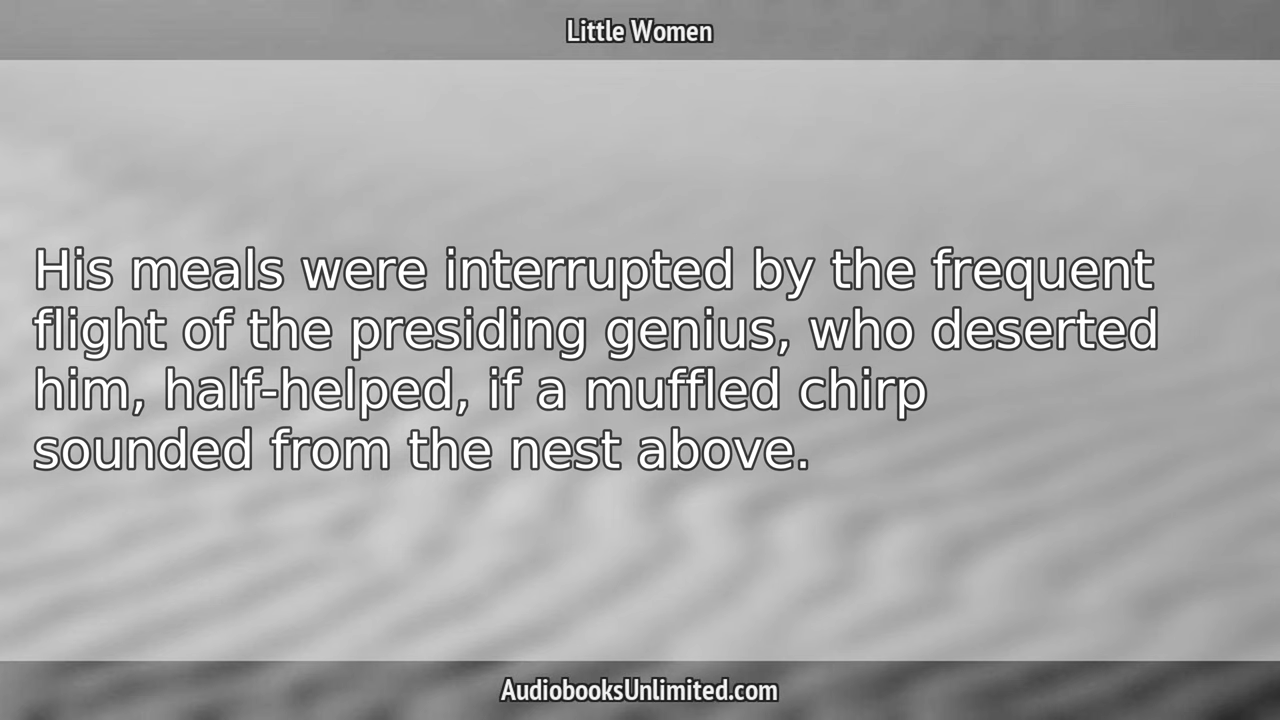 Little Women
His meals were interrupted by the frequent
flight of the presiding genius, who deserted
him, half-helped, if a muffled chirp
sounded from the nest above.
AudiobooksUnlimited.com